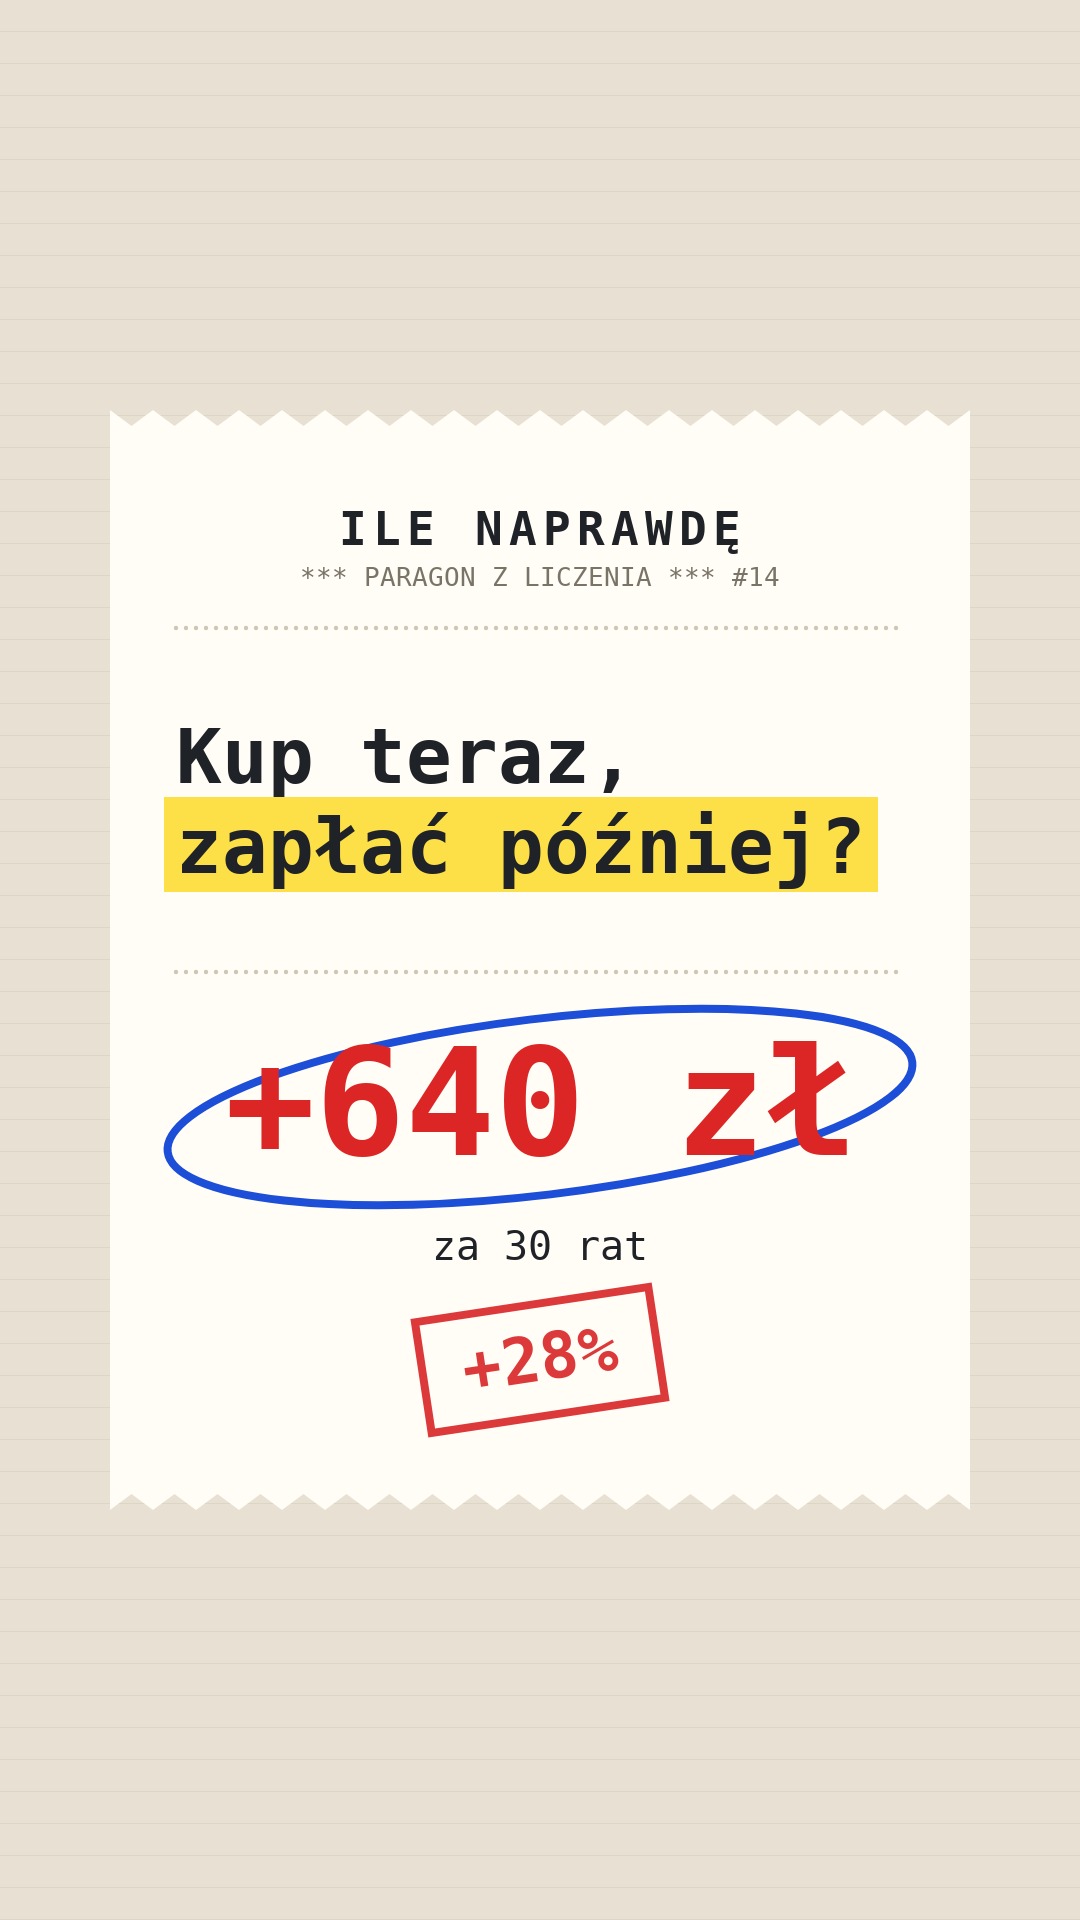 ILE NAPRAWDĘ
*** PARAGON Z LICZENIA *** #14
Kup teraz,
zapłać później?
+640 zł
za 30 rat
+28%